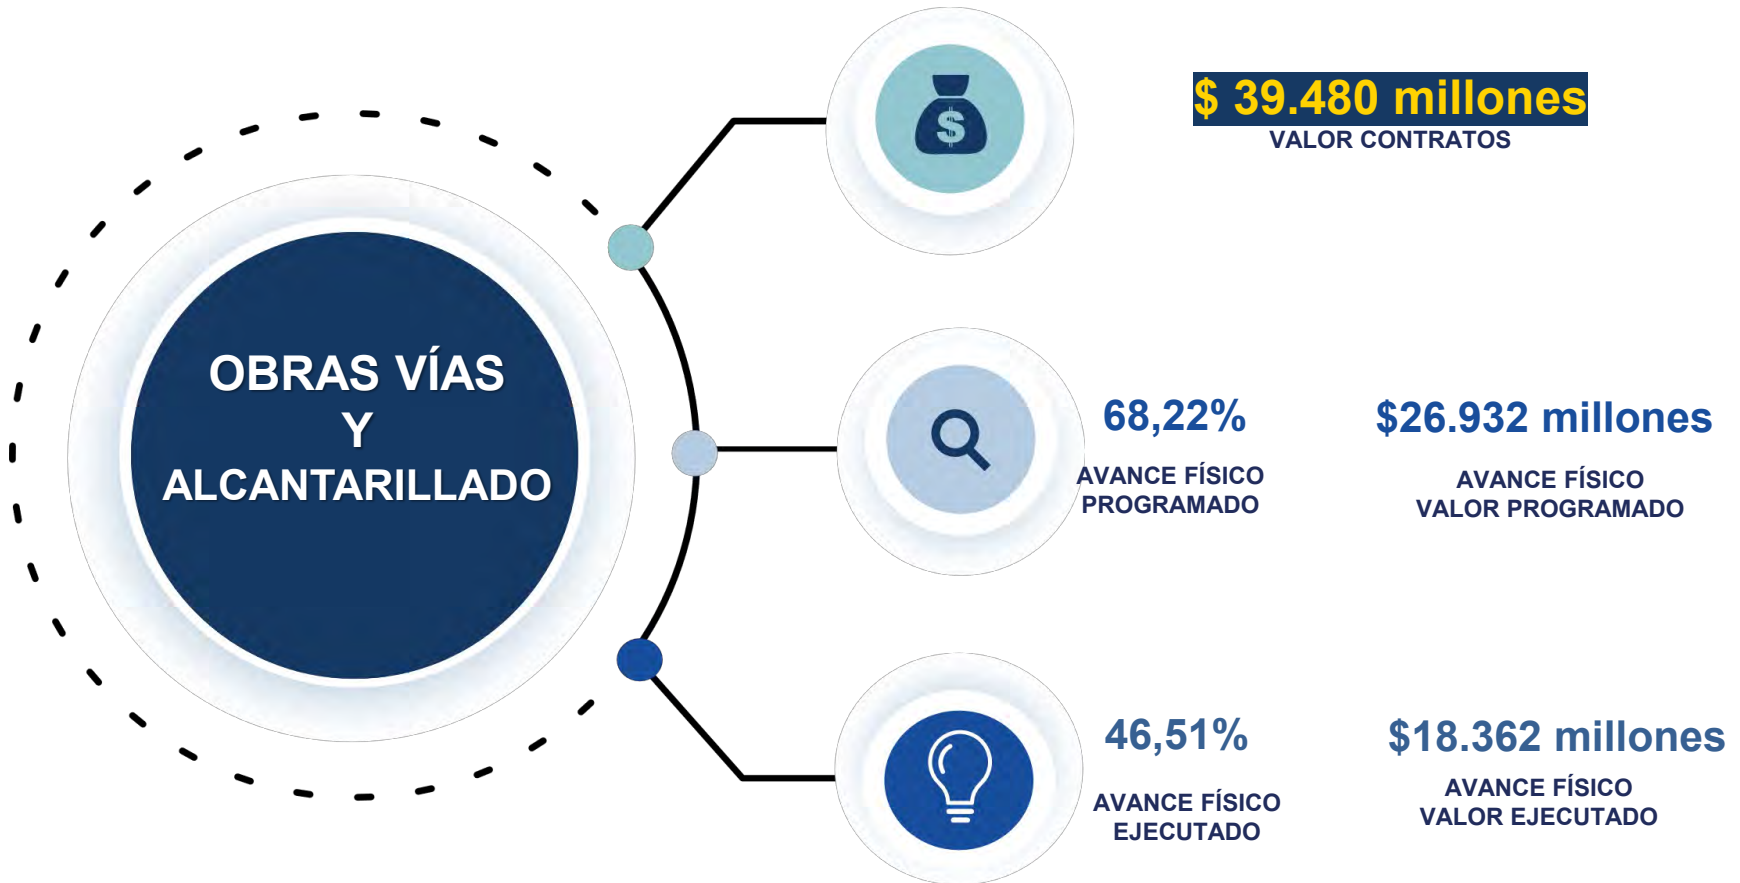 OBRAS VÍAS
Y
ALCANTARILLADO
$
$ 39.480 millones
VALOR CONTRATOS
68,22%
AVANCE FÍSICO
PROGRAMADO
$26.932 millones
AVANCE FÍSICO
VALOR PROGRAMADO
46,51%
AVANCE FÍSICO
EJECUTADO
$18.362 millones
AVANCE FÍSICO
VALOR EJECUTADO